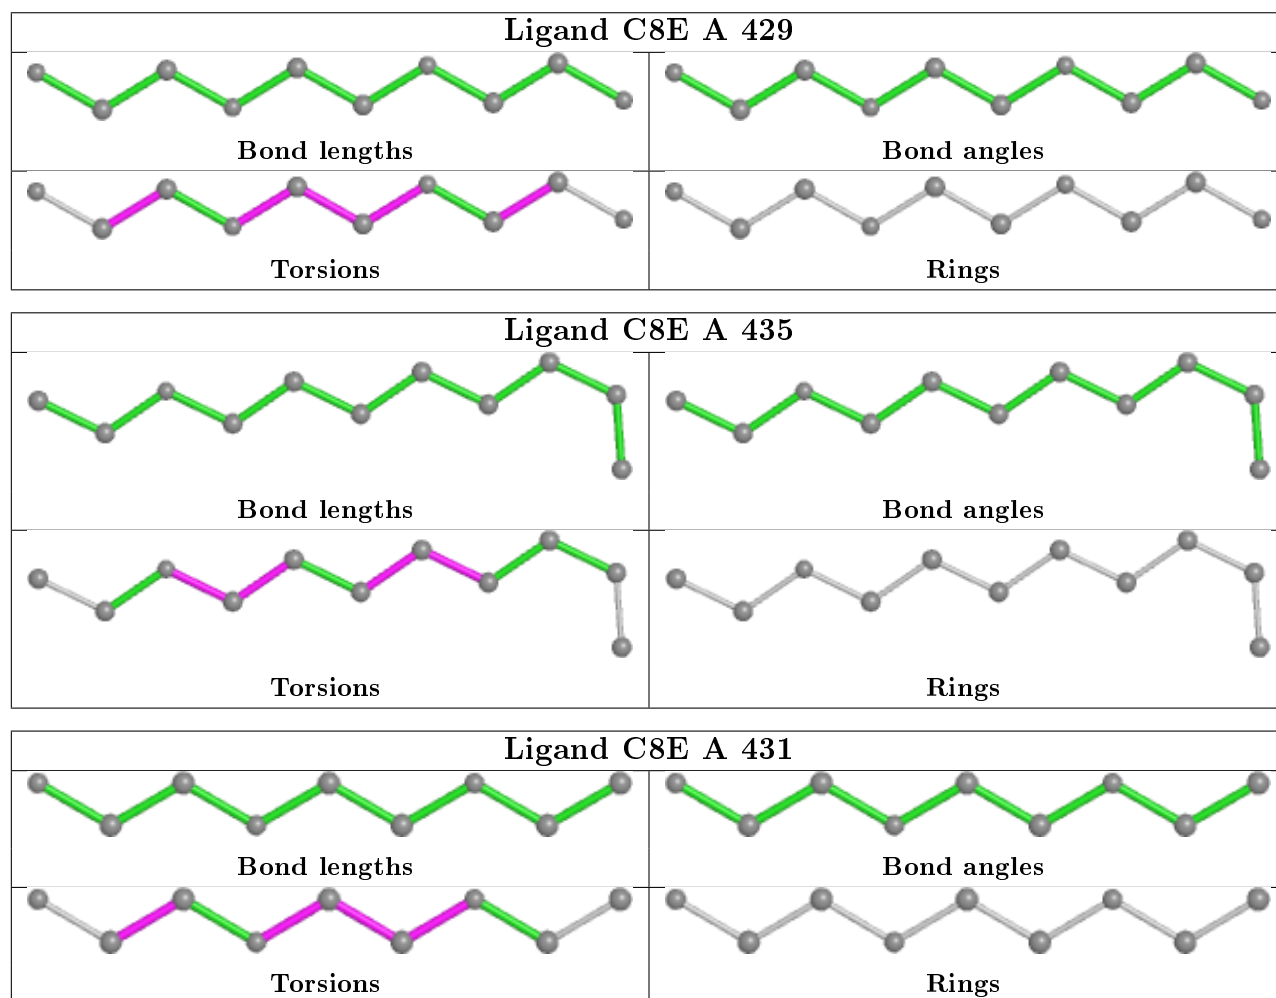 Ligand C8E A 429
Bond lengths
Bond angles
Torsions
Rings
Ligand C8E A 435
Bond lengths
Bond angles
Torsions
Rings
Ligand C8E A 431
Bond lengths
Bond angles
Torsions
Rings